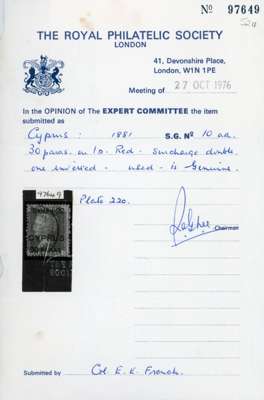 Nº 97649
THE ROYAL PHILATELIC SOCIETY
LONDON
41, Devonshire Place,
London, W1N 1PE
Meeting of 27 OCT 1976
In the OPINION of The EXPERT COMMITTEE the item
submitted as
Cyprus : 1881 S.G. Nº 10 aa.
30 paras. on 1d. Red. Surcharge double,
one inverted - used - is Genuine.
97649
Plate 220.
CYPRUS
Chairman
Submitted by Col. E. E. French.